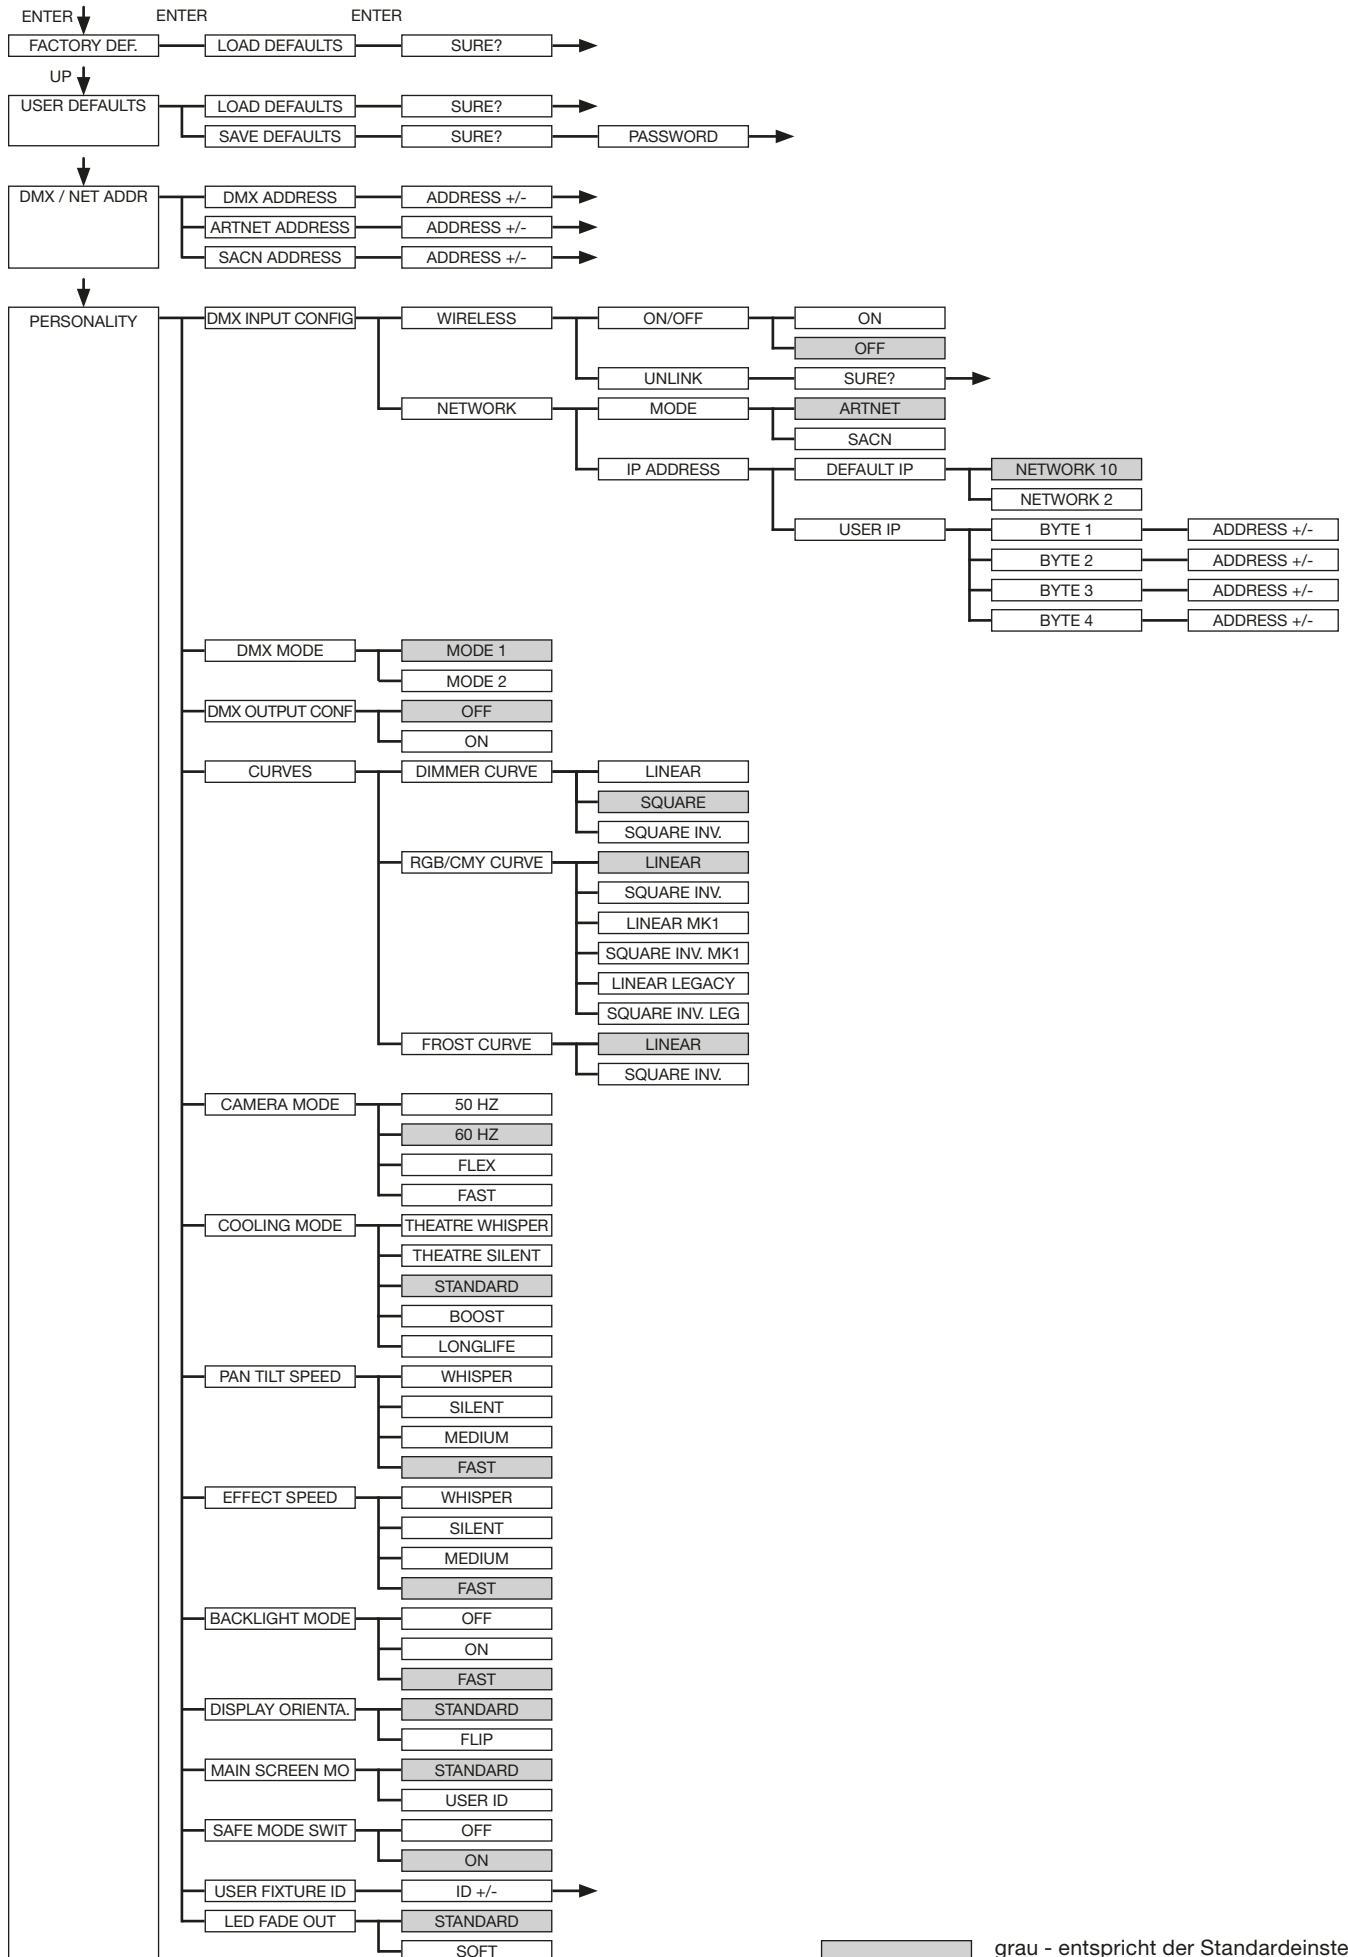 ENTER ENTER ENTER
FACTORY DEF. LOAD DEFAULTS SURE?
UP
USER DEFAULTS LOAD DEFAULTS SURE?
SAVE DEFAULTS SURE? PASSWORD
DMX / NET ADDR DMX ADDRESS ADDRESS +/-
ARTNET ADDRESS ADDRESS +/-
SACN ADDRESS ADDRESS +/-
PERSONALITY DMX INPUT CONFIG WIRELESS ON/OFF ON
OFF
UNLINK SURE?
NETWORK MODE ARTNET
SACN
IP ADDRESS DEFAULT IP NETWORK 10
NETWORK 2
USER IP BYTE 1 ADDRESS +/-
BYTE 2 ADDRESS +/-
BYTE 3 ADDRESS +/-
BYTE 4 ADDRESS +/-
DMX MODE MODE 1
MODE 2
DMX OUTPUT CONF OFF
ON
CURVES DIMMER CURVE LINEAR
SQUARE
SQUARE INV.
RGB/CMY CURVE LINEAR
SQUARE INV.
LINEAR MK1
SQUARE INV. MK1
LINEAR LEGACY
SQUARE INV. LEG
FROST CURVE LINEAR
SQUARE INV.
CAMERA MODE 50 HZ
60 HZ
FLEX
FAST
COOLING MODE THEATRE WHISPER
THEATRE SILENT
STANDARD
BOOST
LONGLIFE
PAN TILT SPEED WHISPER
SILENT
MEDIUM
FAST
EFFECT SPEED WHISPER
SILENT
MEDIUM
FAST
BACKLIGHT MODE OFF
ON
FAST
DISPLAY ORIENTA. STANDARD
FLIP
MAIN SCREEN MO STANDARD
USER ID
SAFE MODE SWIT OFF
ON
USER FIXTURE ID ID +/-
LED FADE OUT STANDARD
SOFT
grau - entspricht der Standardeinste